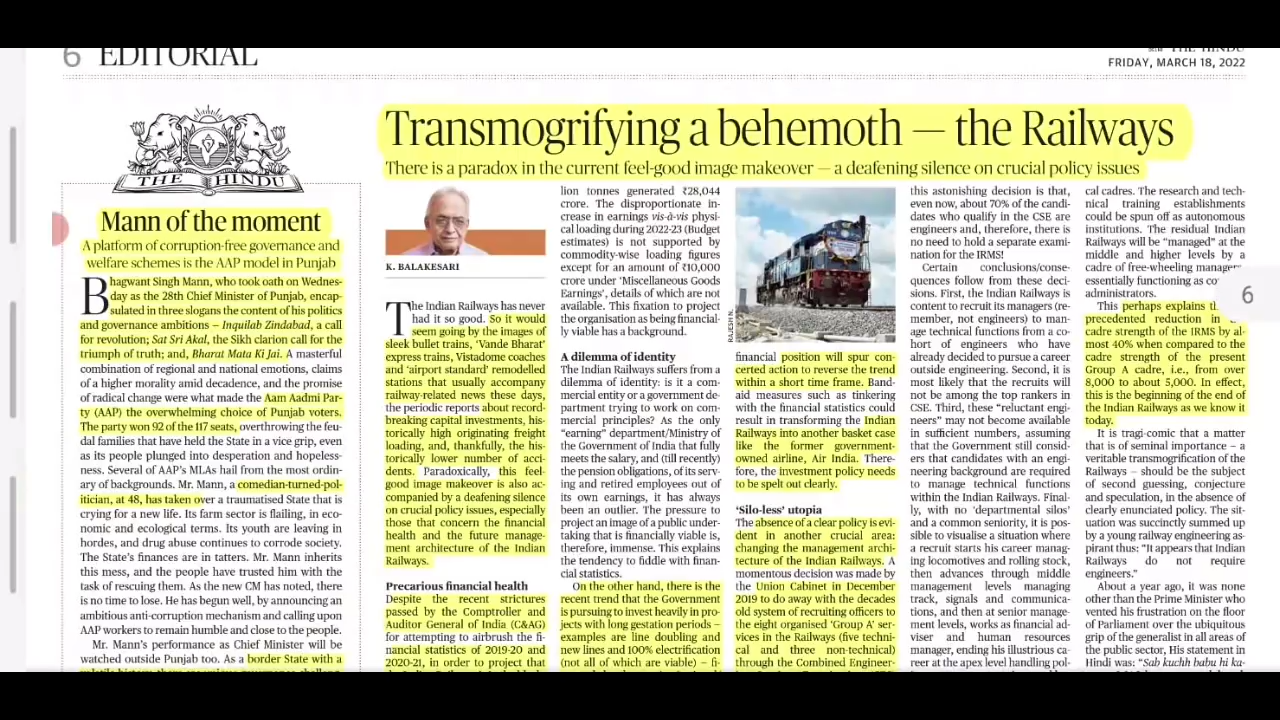 6 EDITORIAL
THE HINDU
FRIDAY, MARCH 18, 2022
THE HINDU
Mann of the moment
A platform of corruption-free governance and
welfare schemes is the AAP model in Punjab
Bhagwant Singh Mann, who took oath on Wednes-
day as the 28th Chief Minister of Punjab, encap-
sulated in three slogans the content of his politics
and governance ambitions – Inquilab Zindabad, a call
for revolution; Sat Sri Akal, the Sikh clarion call for the
triumph of truth; and, Bharat Mata Ki Jai. A masterful
combination of regional and national emotions, claims
of a higher morality amid decadence, and the promise
of radical change were what made the Aam Aadmi Par-
ty (AAP) the overwhelming choice of Punjab voters.
The party won 92 of the 117 seats, overthrowing the feu-
dal families that have held the State in a vice grip, even
as its people plunged into desperation and hopeless-
ness. Several of AAP's MLAs hail from the most ordin-
ary of backgrounds. Mr. Mann, a comedian-turned-pol-
itician, at 48, has taken over a traumatised State that is
crying for a new life. Its farm sector is flailing, in eco-
nomic and ecological terms. Its youth are leaving in
hordes, and drug abuse continues to corrode society.
The State's finances are in tatters. Mr. Mann inherits
this mess, and the people have trusted him with the
task of rescuing them. As the new CM has noted, there
is no time to lose. He has begun well, by announcing an
ambitious anti-corruption mechanism and calling upon
AAP workers to remain humble and close to the people.
Mr. Mann's performance as Chief Minister will be
watched outside Punjab too. As a border State with a
Transmogrifying a behemoth — the Railways
There is a paradox in the current feel-good image makeover — a deafening silence on crucial policy issues
K. BALAKESARI
The Indian Railways has never
had it so good. So it would
seem going by the images of
sleek bullet trains, 'Vande Bharat'
express trains, Vistadome coaches
and 'airport standard' remodelled
stations that usually accompany
railway-related news these days,
the periodic reports about record-
breaking capital investments, his-
torically high originating freight
loading, and, thankfully, the his-
torically lower number of acci-
dents. Paradoxically, this feel-
good image makeover is also ac-
companied by a deafening silence
on crucial policy issues, especially
those that concern the financial
health and the future manage-
ment architecture of the Indian
Railways.
Precarious financial health
Despite the recent strictures
passed by the Comptroller and
Auditor General of India (C&AG)
for attempting to airbrush the fi-
nancial statistics of 2019-20 and
2020-21, in order to project that
lion tonnes generated ₹28,044
crore. The disproportionate in-
crease in earnings vis-à-vis physi-
cal loading during 2022-23 (Budget
estimates) is not supported by
commodity-wise loading figures
except for an amount of ₹10,000
crore under 'Miscellaneous Goods
Earnings', details of which are not
available. This fixation to project
the organisation as being financial-
ly viable has a background.
A dilemma of identity
The Indian Railways suffers from a
dilemma of identity: is it a com-
mercial entity or a government de-
partment trying to work on com-
mercial principles? As the only
"earning" department/Ministry of
the Government of India that fully
meets the salary, and (till recently)
the pension obligations, of its serv-
ing and retired employees out of
its own earnings, it has always
been an outlier. The pressure to
project an image of a public under-
taking that is financially viable is,
therefore, immense. This explains
the tendency to fiddle with finan-
cial statistics.
On the other hand, there is the
recent trend that the Government
is pursuing to invest heavily in pro-
jects with long gestation periods –
examples are line doubling and
new lines and 100% electrification
(not all of which are viable) – fi-
RAJESH N.
financial position will spur con-
certed action to reverse the trend
within a short time frame. Band-
aid measures such as tinkering
with the financial statistics could
result in transforming the Indian
Railways into another basket case
like the former government-
owned airline, Air India. There-
fore, the investment policy needs
to be spelt out clearly.
'Silo-less' utopia
The absence of a clear policy is evi-
dent in another crucial area:
changing the management archi-
tecture of the Indian Railways. A
momentous decision was made by
the Union Cabinet in December
2019 to do away with the decades
old system of recruiting officers to
the eight organised 'Group A' ser-
vices in the Railways (five techni-
cal and three non-technical)
through the Combined Engineer-
this astonishing decision is that,
even now, about 70% of the candi-
dates who qualify in the CSE are
engineers and, therefore, there is
no need to hold a separate exami-
nation for the IRMS!
Certain conclusions/conse-
quences follow from these deci-
sions. First, the Indian Railways is
content to recruit its managers (re-
member, not engineers) to man-
age technical functions from a co-
hort of engineers who have
already decided to pursue a career
outside engineering. Second, it is
most likely that the recruits will
not be among the top rankers in
CSE. Third, these "reluctant engi-
neers" may not become available
in sufficient numbers, assuming
that the Government still consid-
ers that candidates with an engi-
neering background are required
to manage technical functions
within the Indian Railways. Final-
ly, with no 'departmental silos'
and a common seniority, it is pos-
sible to visualise a situation where
a recruit starts his career manag-
ing locomotives and rolling stock,
then advances through middle
management levels managing
track, signals and communica-
tions, and then at senior manage-
ment levels, works as financial ad-
viser and human resources
manager, ending his illustrious ca-
reer at the apex level handling pol-
cal cadres. The research and tech-
nical training establishments
could be spun off as autonomous
institutions. The residual Indian
Railways will be "managed" at the
middle and higher levels by a
cadre of free-wheeling managers
essentially functioning as
administrators.
This perhaps explains
precedented reduction in
cadre strength of the IRMS by al-
most 40% when compared to the
cadre strength of the present
Group A cadre, i.e., from over
8,000 to about 5,000. In effect,
this is the beginning of the end of
the Indian Railways as we know it
today.
It is tragi-comic that a matter
that is of seminal importance – a
veritable transmogrification of the
Railways – should be the subject
of second guessing, conjecture
and speculation, in the absence of
clearly enunciated policy. The sit-
uation was succinctly summed up
by a young railway engineering as-
pirant thus: "It appears that Indian
Railways do not require
engineers."
About a year ago, it was none
other than the Prime Minister who
vented his frustration on the floor
of Parliament over the ubiquitous
grip of the generalist in all areas of
the public sector, His statement in
Hindi was: "Sab kuchh babu hi ka-
6